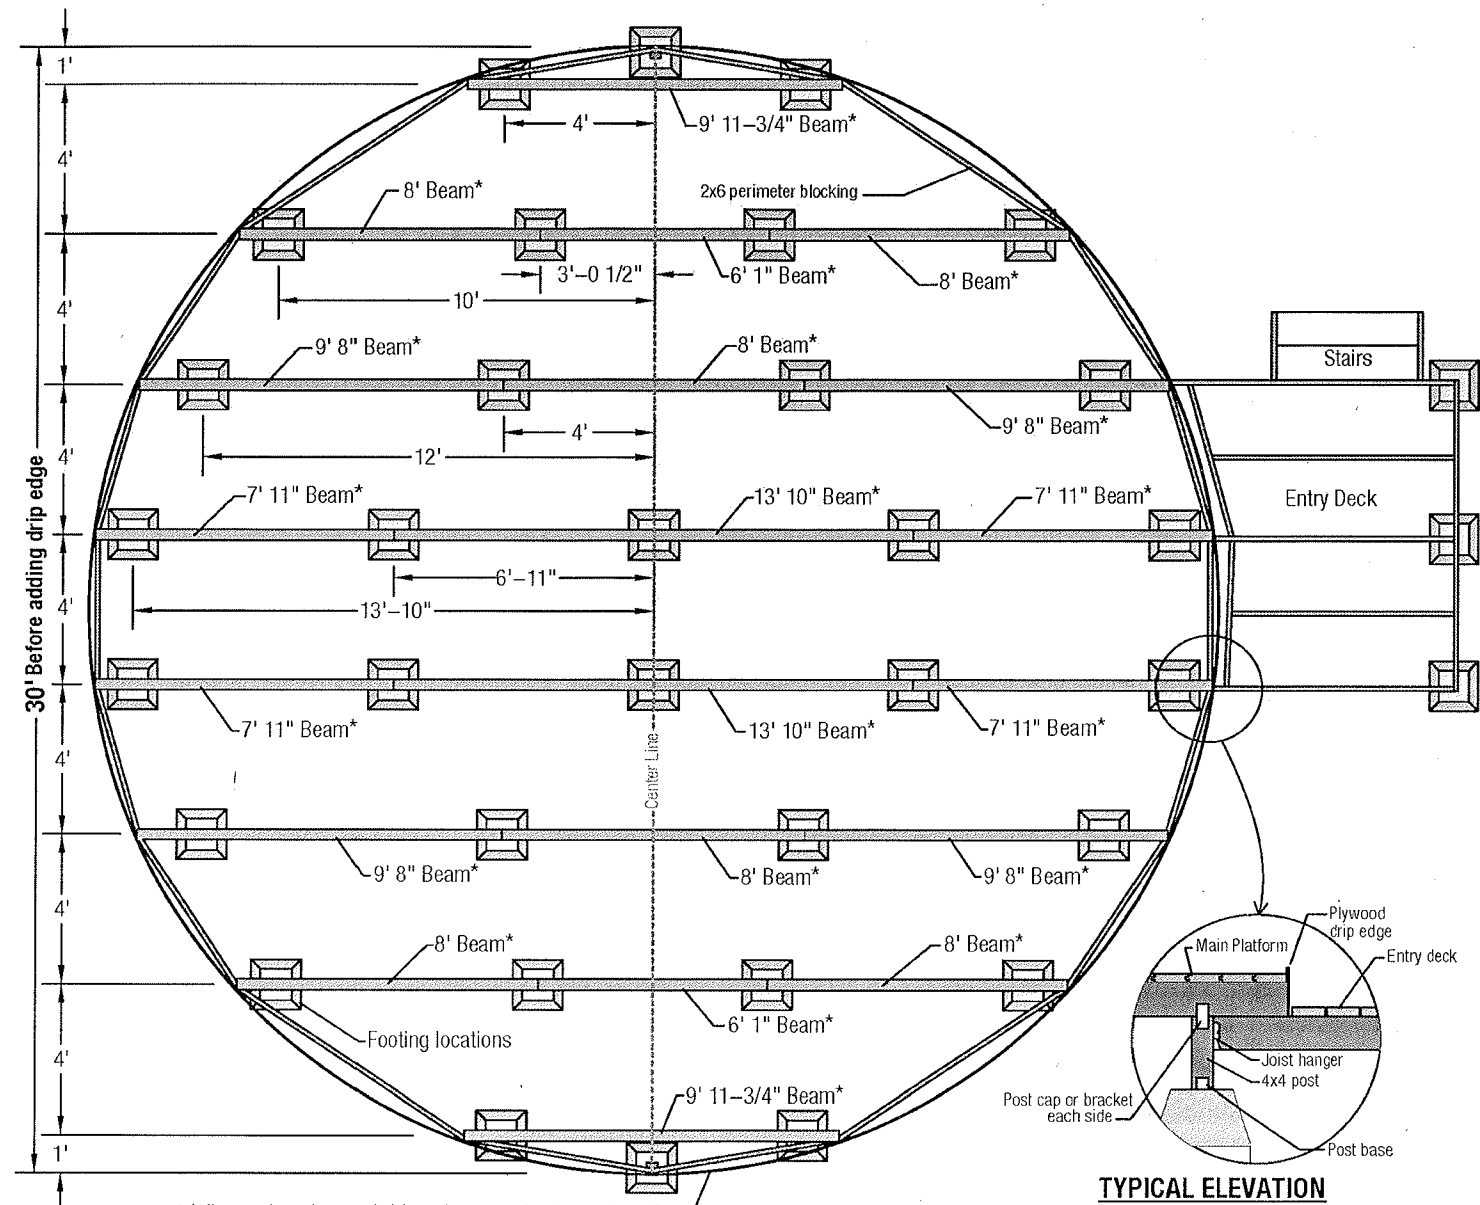 1'
4'
9' 11-3/4" Beam*
4'
8' Beam*
2x6 perimeter blocking
3'-0 1/2"
6' 1" Beam*
8' Beam*
10'
4'
9' 8" Beam*
8' Beam*
Stairs
4'
9' 8" Beam*
12'
4'
7' 11" Beam*
13' 10" Beam*
7' 11" Beam*
Entry Deck
6'-11"
13'-10"
4'
30' Before adding drip edge
7' 11" Beam*
13' 10" Beam*
7' 11" Beam*
Center Line
4'
9' 8" Beam*
8' Beam*
9' 8" Beam*
4'
8' Beam*
8' Beam*
6' 1" Beam*
Footing locations
4'
9' 11-3/4" Beam*
1'
Plywood
drip edge
Main Platform
Entry deck
Joist hanger
4x4 post
Post cap or bracket
each side
Post base
TYPICAL ELEVATION